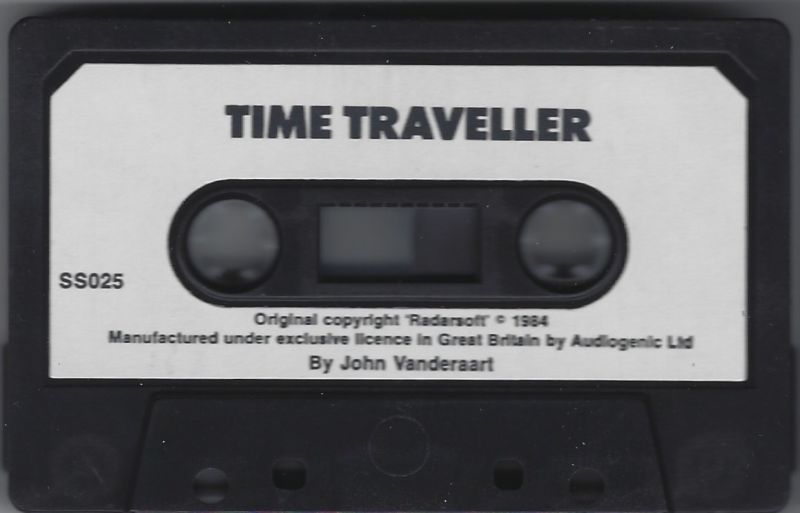 TIME TRAVELLER
SS025
Original copyright 'Radarsoft' © 1984
Manufactured under exclusive licence in Great Britain by Audiogenic Ltd
By John Vanderaart